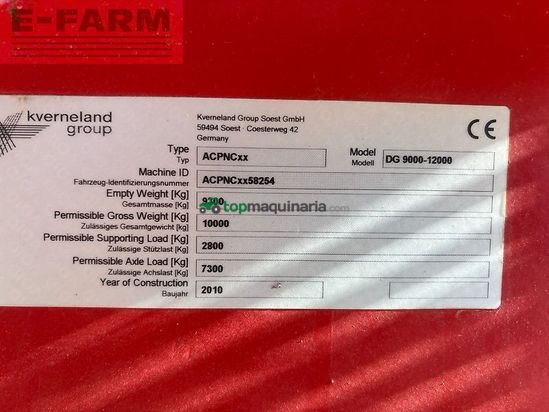 E-FARM
kverneland
group
Kverneland Group Soest GmbH
59494 Soest · Coesterweg 42
Germany
CE
Type
Typ
ACPNCxx
Model
Modell
DG 9000-12000
Machine ID
Fahrzeug-Identifizierungsnummer
ACPNCxx58254
Empty Weight [Kg]
Gesamtmasse [Kg]
9300
topmaquinaria.com
Permissible Gross Weight [Kg]
Zulässiges Gesamtgewicht [Kg]
10000
Permissible Supporting Load [Kg]
Zulässige Stützlast [Kg]
2800
Permissible Axle Load [Kg]
Zulässige Achslast [Kg]
7300
Year of Construction
Baujahr
2010